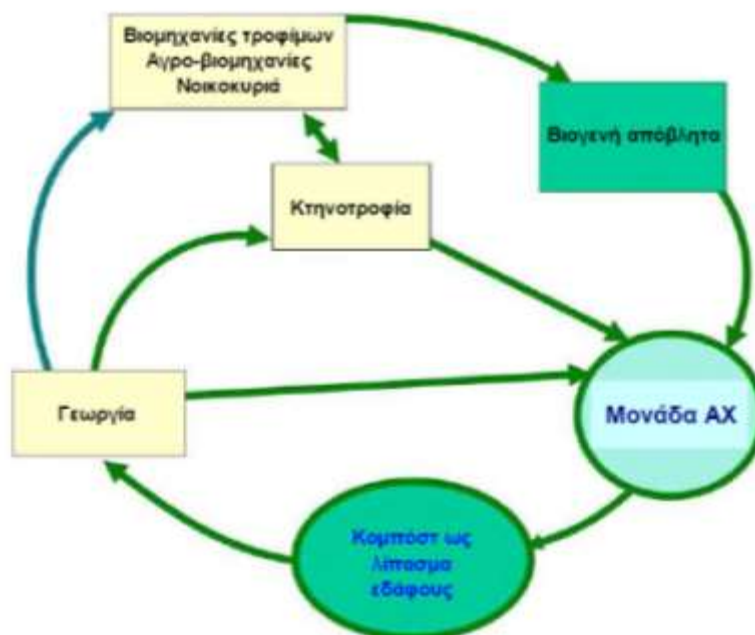 Βιομηχανίες τροφίμων
Αγρο-βιομηχανίες
Νοικοκυριά
Βιογενή απόβλητα
Κτηνοτροφία
Γεωργία
Μονάδα ΑΧ
Κομπόστ ως
λίπασμα
εδάφους